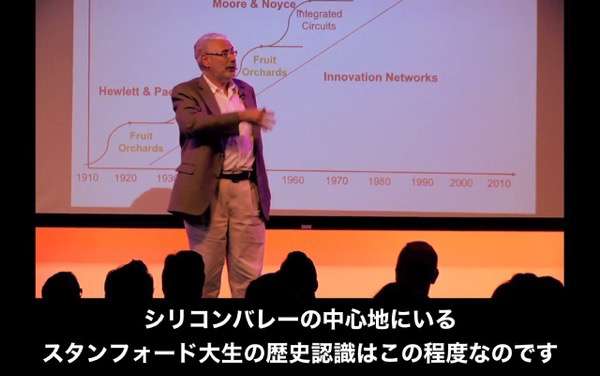 Moore & Noyce
Integrated
Circuits
Fruit
Orchards
Hewlett & Pac
Innovation Networks
Fruit
Orchards
1910 1920 1930 1960 1970 1980 1990 2000 2010
シリコンバレーの中心地にいる
スタンフォード大生の歴史認識はこの程度なのです